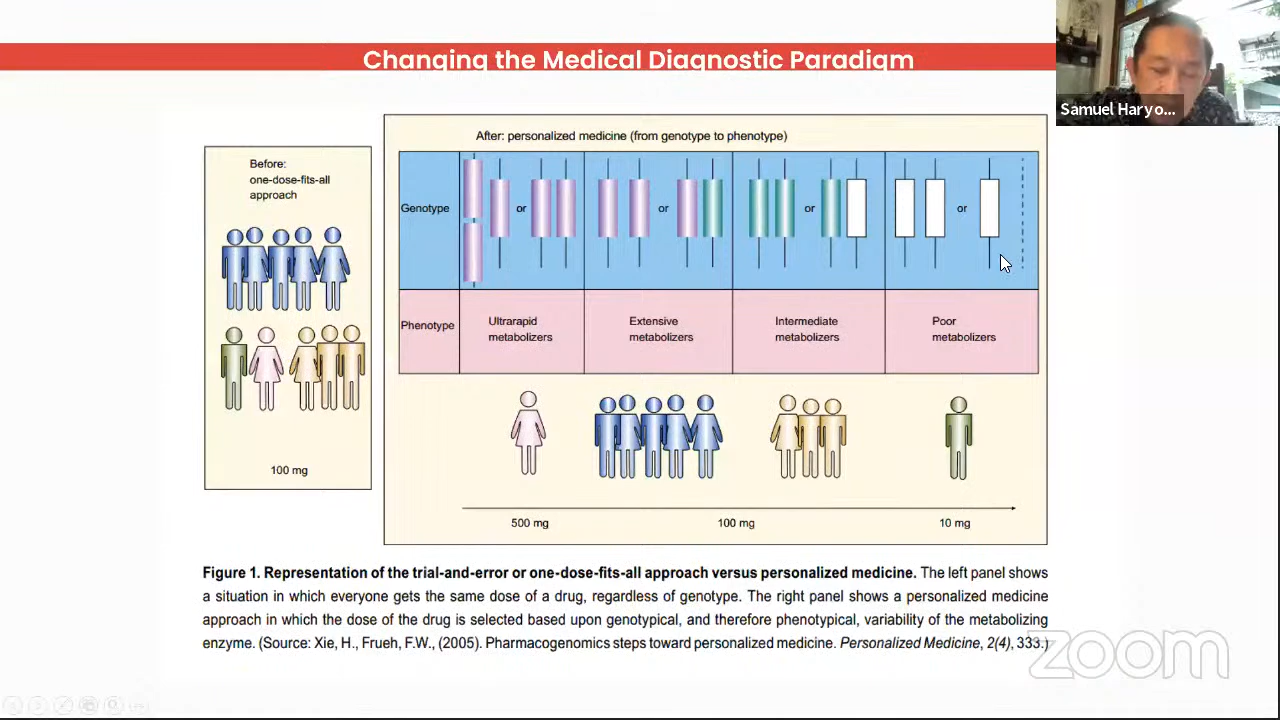 Changing the Medical Diagnostic Paradigm
Samuel Haryo...
Before:
one-dose-fits-all
approach
100 mg
After: personalized medicine (from genotype to phenotype)
Genotype
or
or
or
or
Phenotype
Ultrarapid
metabolizers
Extensive
metabolizers
Intermediate
metabolizers
Poor
metabolizers
500 mg
100 mg
10 mg
Figure 1. Representation of the trial-and-error or one-dose-fits-all approach versus personalized medicine. The left panel shows
a situation in which everyone gets the same dose of a drug, regardless of genotype. The right panel shows a personalized medicine
approach in which the dose of the drug is selected based upon genotypical, and therefore phenotypical, variability of the metabolizing
enzyme. (Source: Xie, H., Frueh, F.W., (2005). Pharmacogenomics steps toward personalized medicine. Personalized Medicine, 2(4), 333.)
zoom